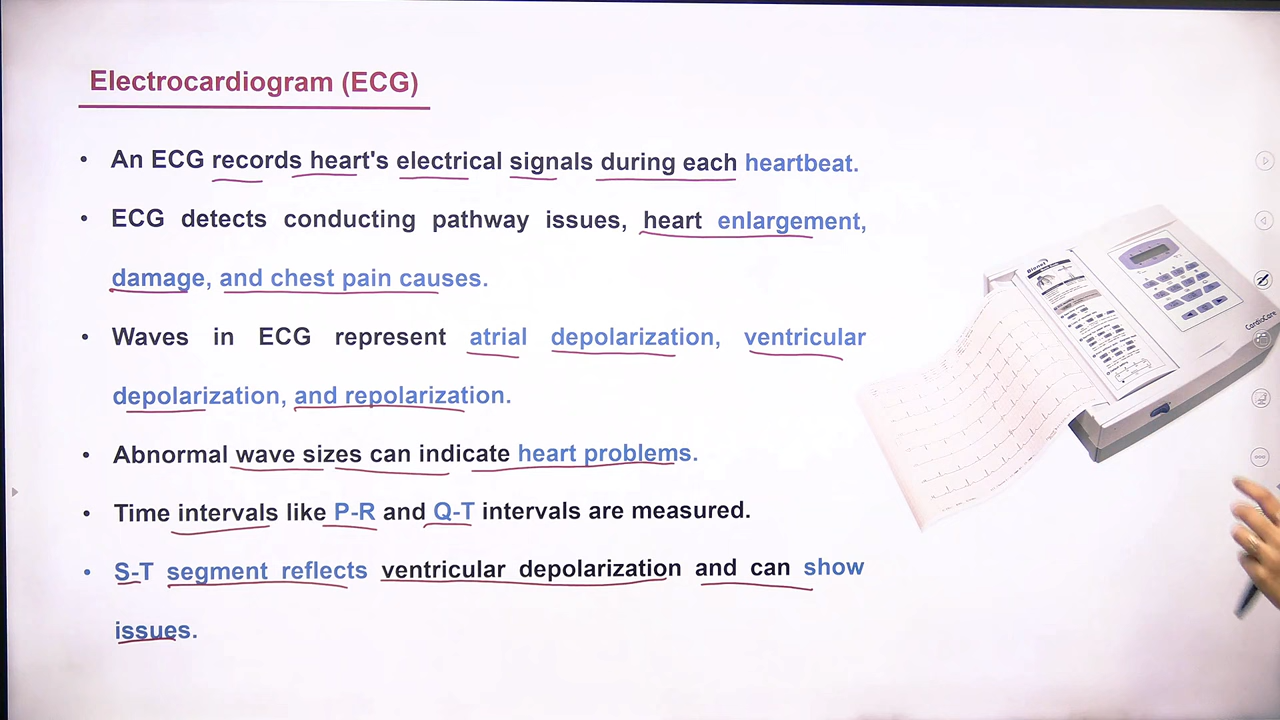 Electrocardiogram (ECG)
• An ECG records heart's electrical signals during each heartbeat.
• ECG detects conducting pathway issues, heart enlargement,
damage, and chest pain causes.
• Waves in ECG represent atrial depolarization, ventricular
depolarization, and repolarization.
• Abnormal wave sizes can indicate heart problems.
• Time intervals like P-R and Q-T intervals are measured.
• S-T segment reflects ventricular depolarization and can show
issues.
Bionet
CardioCare